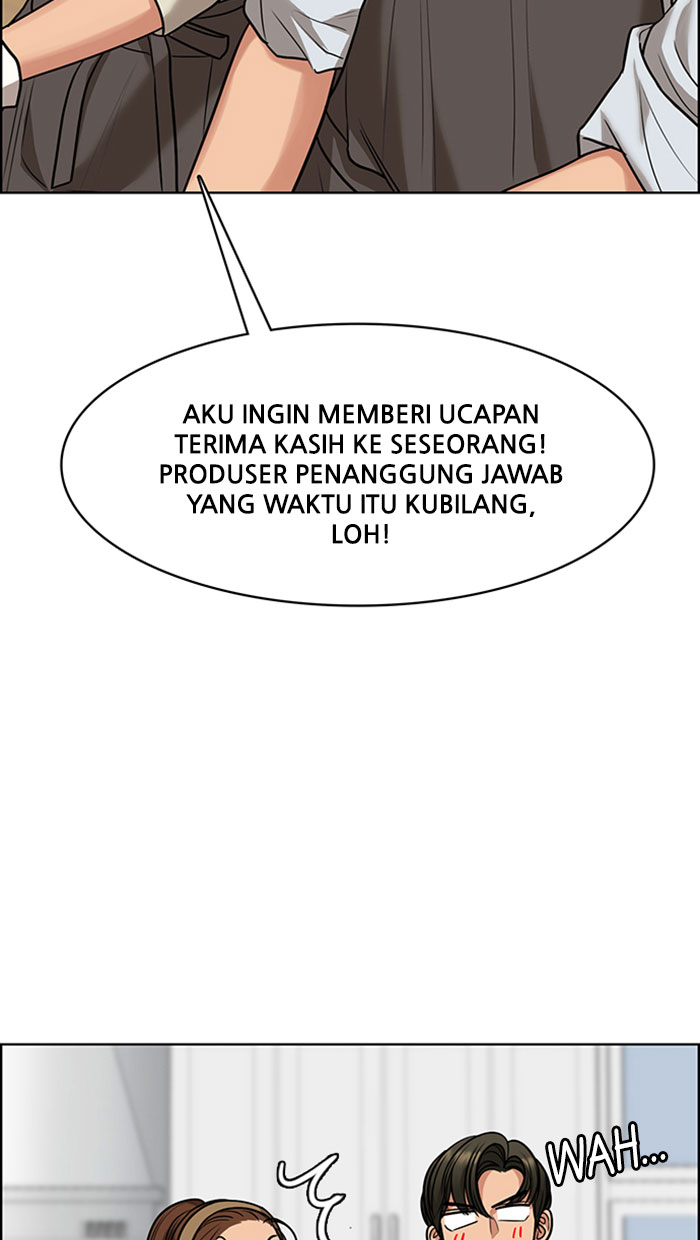 AKU INGIN MEMBERI UCAPAN
TERIMA KASIH KE SESEORANG!
PRODUSER PENANGGUNG JAWAB
YANG WAKTU ITU KUBILANG,
LOH!
WAH...